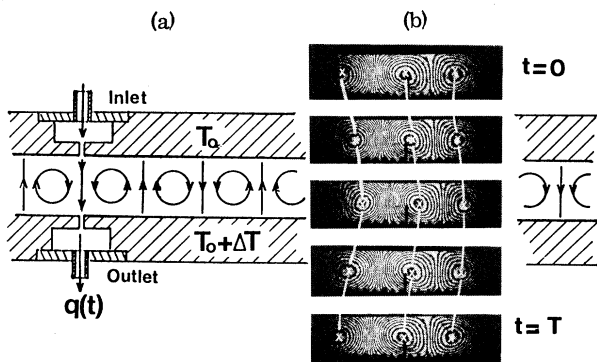 (a)
(b)
Inlet
T₀
T₀+ΔT
Outlet
q(t)
t=0
t=T